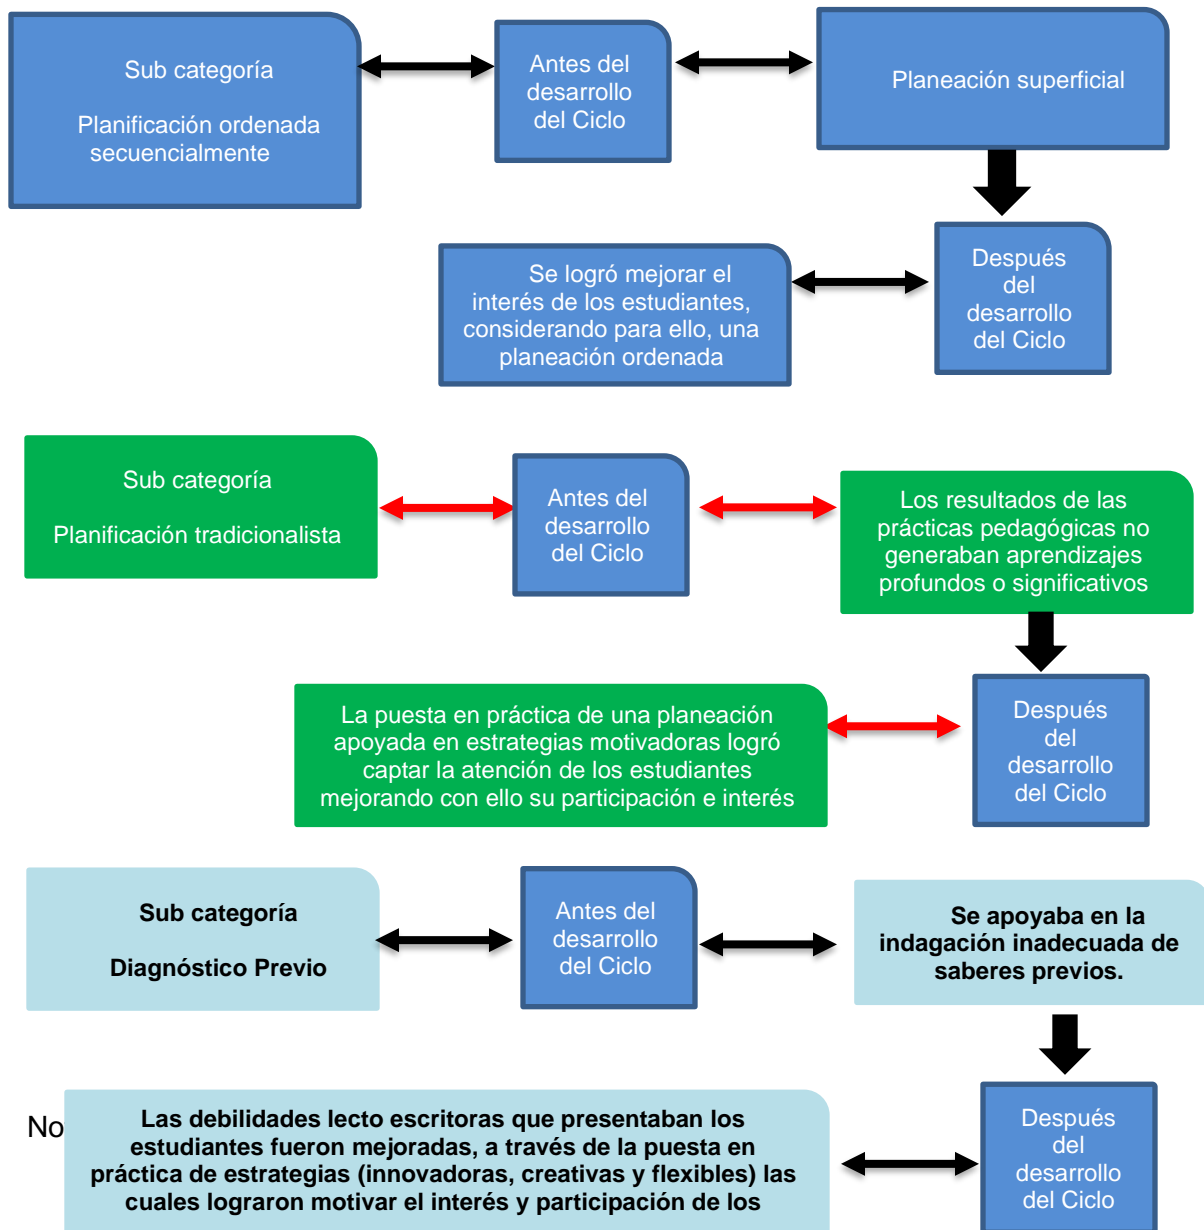 Sub categoría
Planificación ordenada
secuencialmente
Antes del
desarrollo
del Ciclo
Planeación superficial
Se logró mejorar el
interés de los estudiantes,
considerando para ello, una
planeación ordenada
Después
del
desarrollo
del Ciclo
Sub categoría
Planificación tradicionalista
Antes del
desarrollo
del Ciclo
Los resultados de las
prácticas pedagógicas no
generaban aprendizajes
profundos o significativos
La puesta en práctica de una planeación
apoyada en estrategias motivadoras logró
captar la atención de los estudiantes
mejorando con ello su participación e interés
Después
del
desarrollo
del Ciclo
Sub categoría
Diagnóstico Previo
Antes del
desarrollo
del Ciclo
Se apoyaba en la
indagación inadecuada de
saberes previos.
No
Las debilidades lecto escritoras que presentaban los
estudiantes fueron mejoradas, a través de la puesta en
práctica de estrategias (innovadoras, creativas y flexibles) las
cuales lograron motivar el interés y participación de los
Después
del
desarrollo
del Ciclo